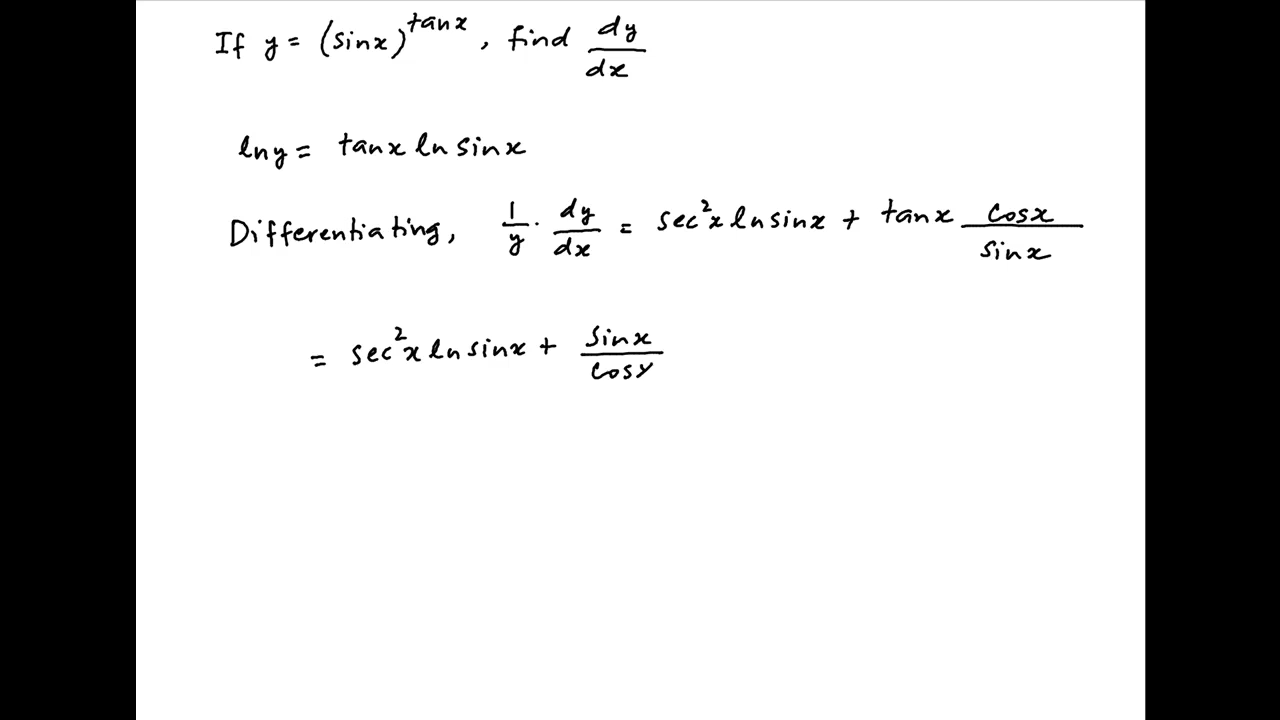 If y = (sinx)^tanx, find dy/dx
lny = tanx ln sinx
Differentiating, 1/y · dy/dx = sec²x ln sinx + tanx cosx/sinx
= sec²x ln sinx + sinx/cosx